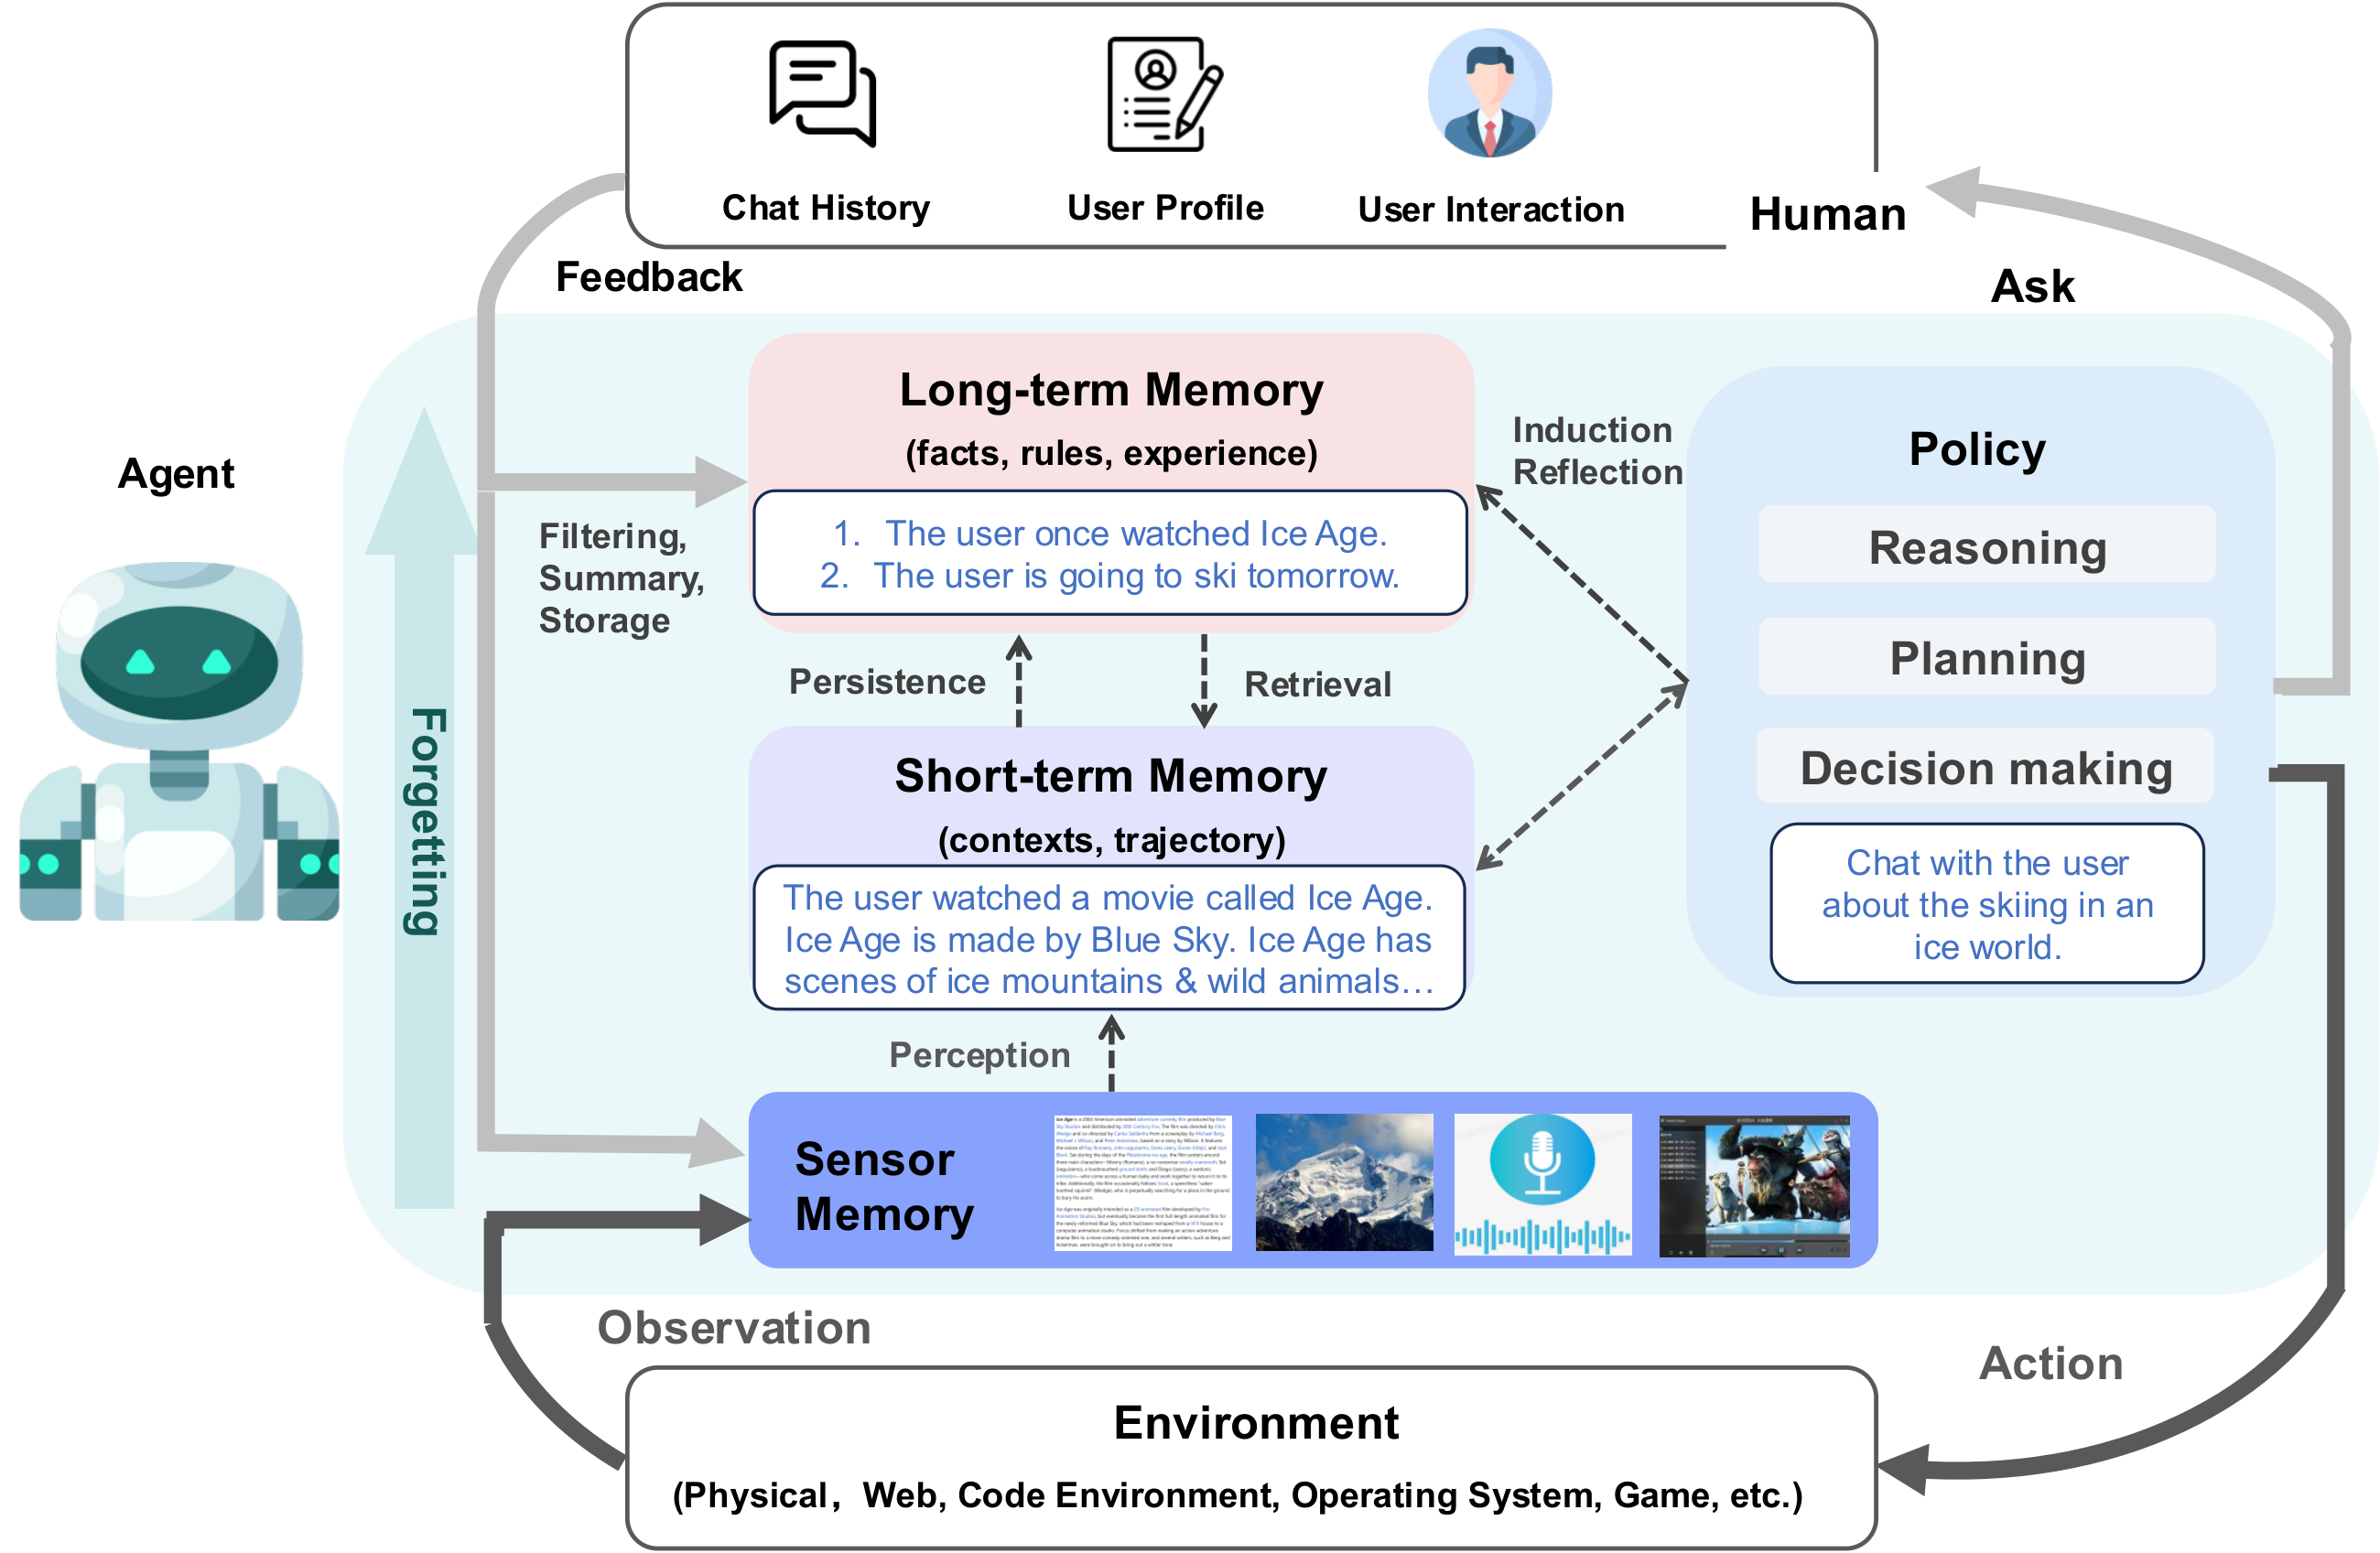 Chat History
User Profile
User Interaction
Human
Feedback
Ask
Agent
Forgetting
Filtering,
Summary,
Storage
Long-term Memory
(facts, rules, experience)
1. The user once watched Ice Age.
2. The user is going to ski tomorrow.
Induction
Reflection
Persistence
Retrieval
Short-term Memory
(contexts, trajectory)
The user watched a movie called Ice Age.
Ice Age is made by Blue Sky. Ice Age has
scenes of ice mountains & wild animals…
Policy
Reasoning
Planning
Decision making
Chat with the user
about the skiing in an
ice world.
Perception
Sensor
Memory
Observation
Action
Environment
(Physical, Web, Code Environment, Operating System, Game, etc.)